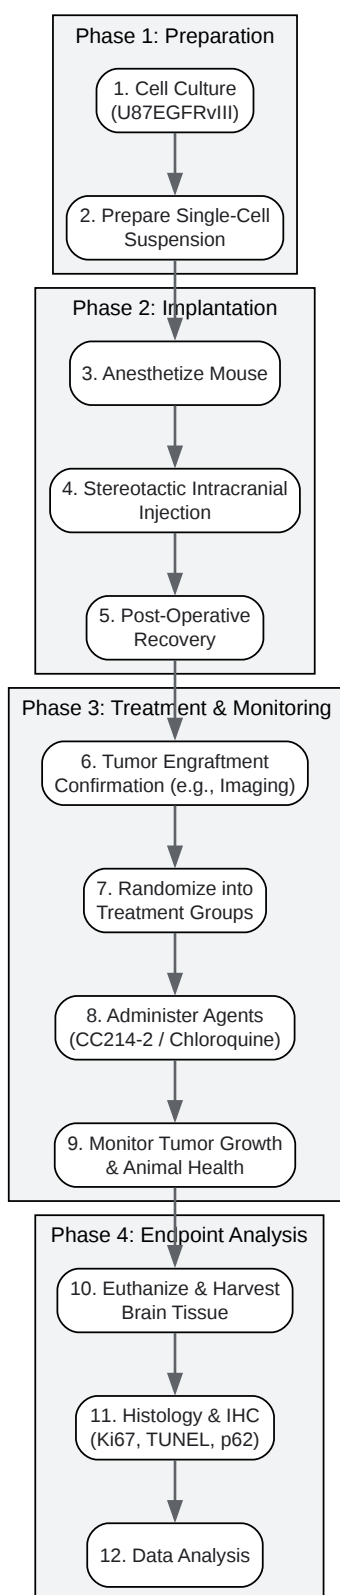 Phase 1: Preparation
1. Cell Culture
(U87EGFRvIII)
2. Prepare Single-Cell
Suspension
Phase 2: Implantation
3. Anesthetize Mouse
4. Stereotactic Intracranial
Injection
5. Post-Operative
Recovery
Phase 3: Treatment & Monitoring
6. Tumor Engraftment
Confirmation (e.g., Imaging)
7. Randomize into
Treatment Groups
8. Administer Agents
(CC214-2 / Chloroquine)
9. Monitor Tumor Growth
& Animal Health
Phase 4: Endpoint Analysis
10. Euthanize & Harvest
Brain Tissue
11. Histology & IHC
(Ki67, TUNEL, p62)
12. Data Analysis